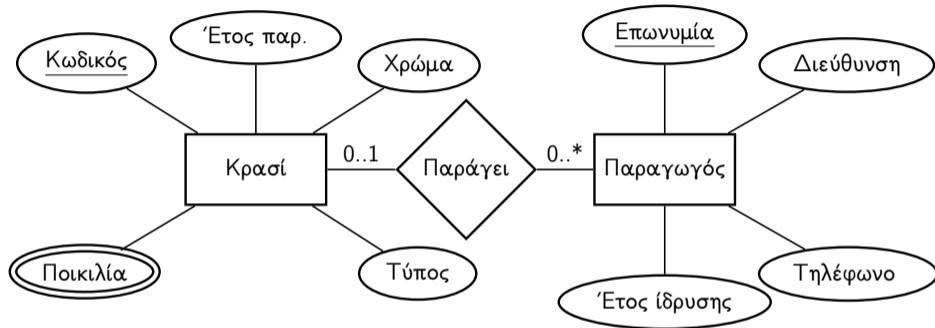 Επωνυμία
Έτος παρ.
Κωδικός
Χρώμα
Διεύθυνση
Κρασί
0..1
Παράγει
0..*
Παραγωγός
Ποικιλία
Τύπος
Τηλέφωνο
Έτος ίδρυσης